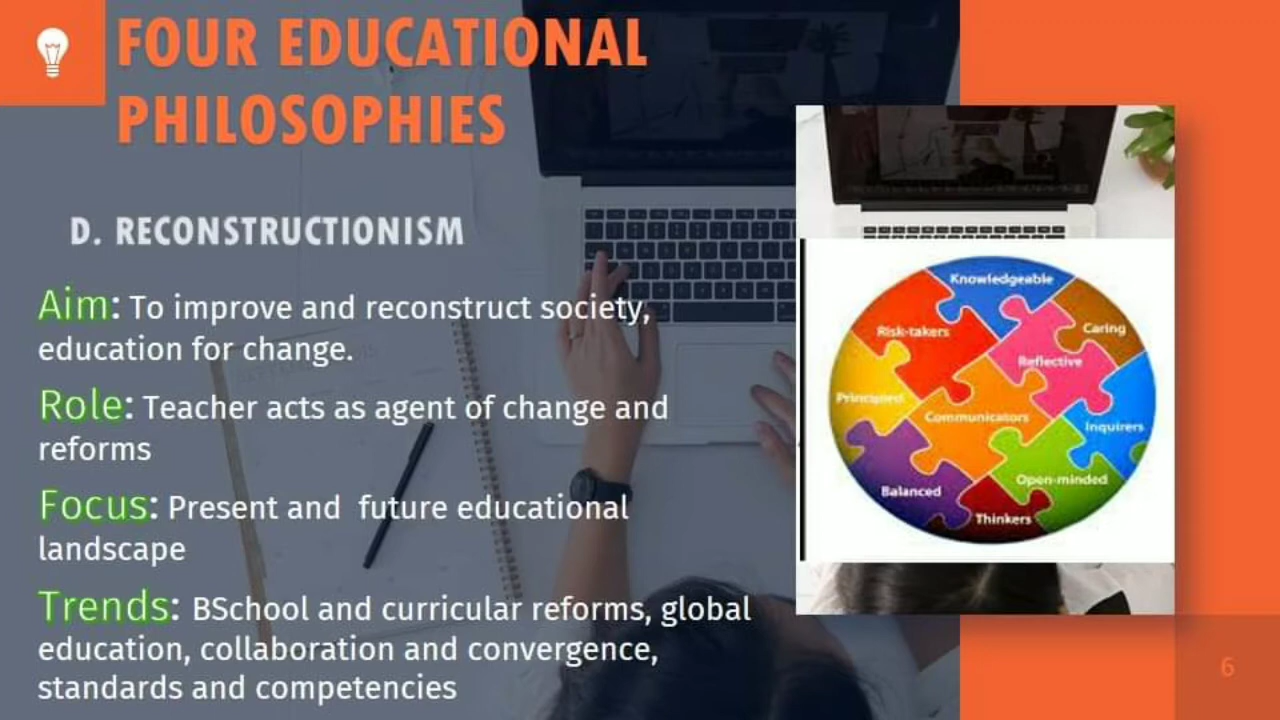 FOUR EDUCATIONAL
PHILOSOPHIES
D. RECONSTRUCTIONISM
Aim: To improve and reconstruct society,
education for change.
Role: Teacher acts as agent of change and
reforms
Focus: Present and future educational
landscape
Trends: BSchool and curricular reforms, global
education, collaboration and convergence,
standards and competencies
Knowledgeable
Risk-takers
Caring
Reflective
Principled
Communicators
Inquirers
Open-minded
Balanced
Thinkers
6